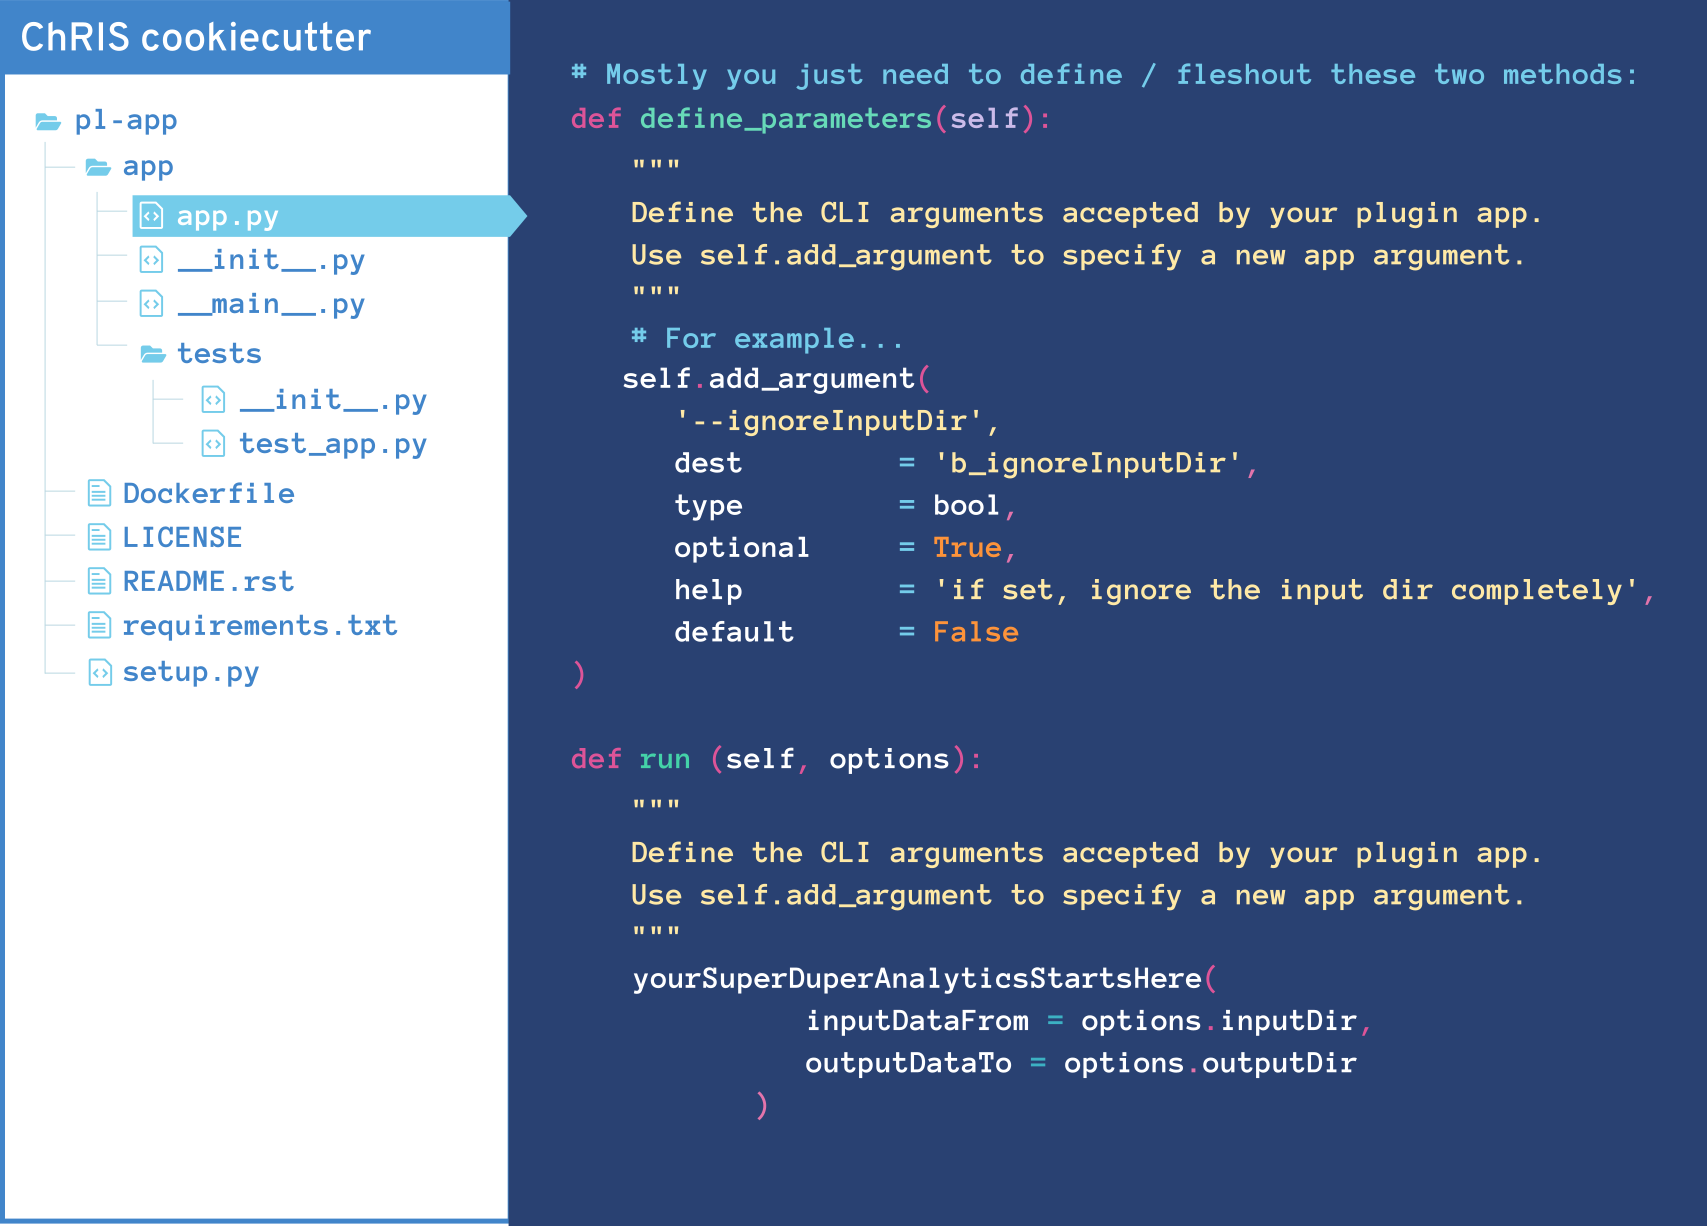 ChRIS cookiecutter
pl-app
app
app.py
__init__.py
__main__.py
tests
__init__.py
test_app.py
Dockerfile
LICENSE
README.rst
requirements.txt
setup.py
# Mostly you just need to define / fleshout these two methods:
def define_parameters(self):
"""
Define the CLI arguments accepted by your plugin app.
Use self.add_argument to specify a new app argument.
"""
# For example...
self.add_argument(
'--ignoreInputDir',
dest = 'b_ignoreInputDir',
type = bool,
optional = True,
help = 'if set, ignore the input dir completely',
default = False
)
def run (self, options):
"""
Define the CLI arguments accepted by your plugin app.
Use self.add_argument to specify a new app argument.
"""
yourSuperDuperAnalyticsStartsHere(
inputDataFrom = options.inputDir,
outputDataTo = options.outputDir
)